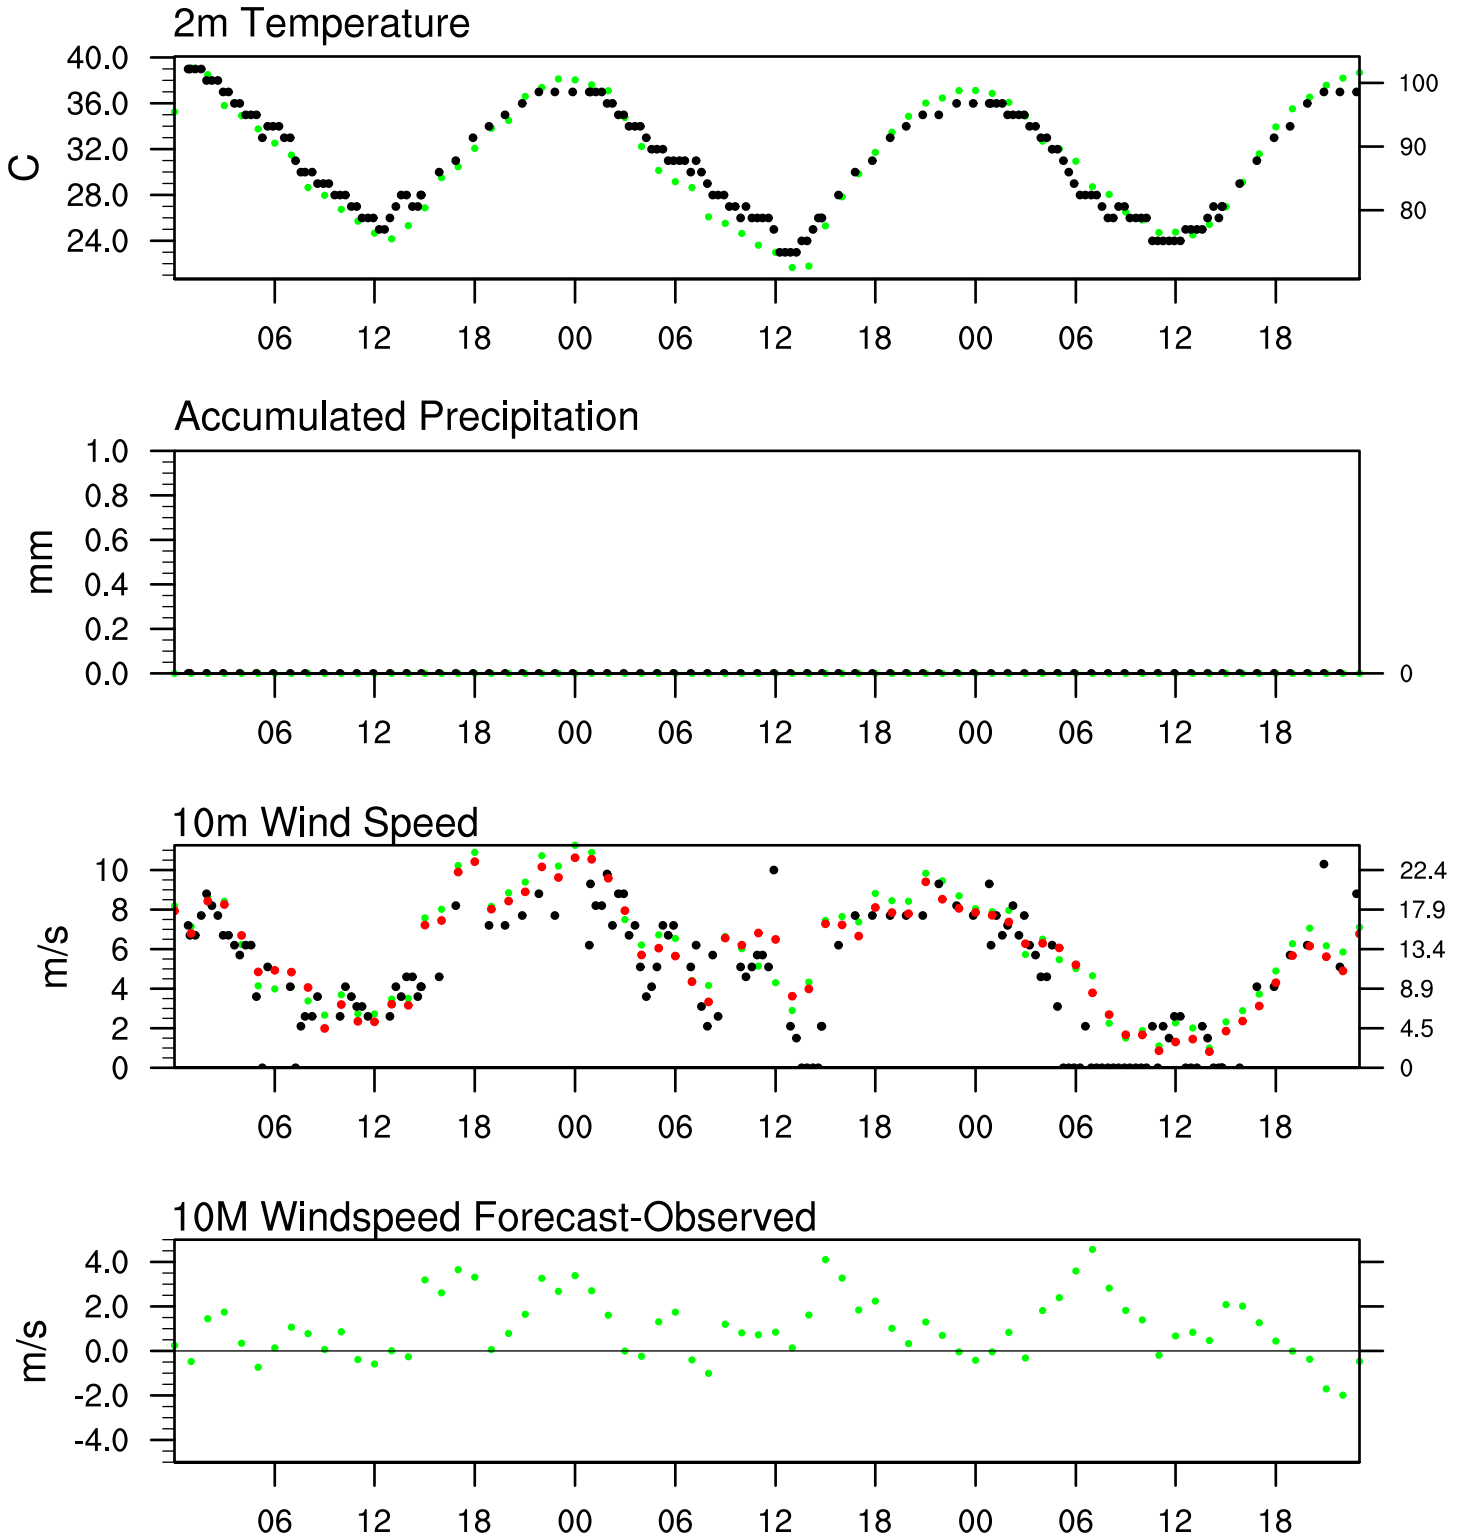 2m Temperature
40.0
36.0
32.0
28.0
24.0
C
100
90
80
06 12 18 00 06 12 18 00 06 12 18
Accumulated Precipitation
1.0
0.8
0.6
0.4
0.2
0.0
mm
0
06 12 18 00 06 12 18 00 06 12 18
10m Wind Speed
10
8
6
4
2
0
m/s
22.4
17.9
13.4
8.9
4.5
0
06 12 18 00 06 12 18 00 06 12 18
10M Windspeed Forecast-Observed
4.0
2.0
0.0
-2.0
-4.0
m/s
06 12 18 00 06 12 18 00 06 12 18